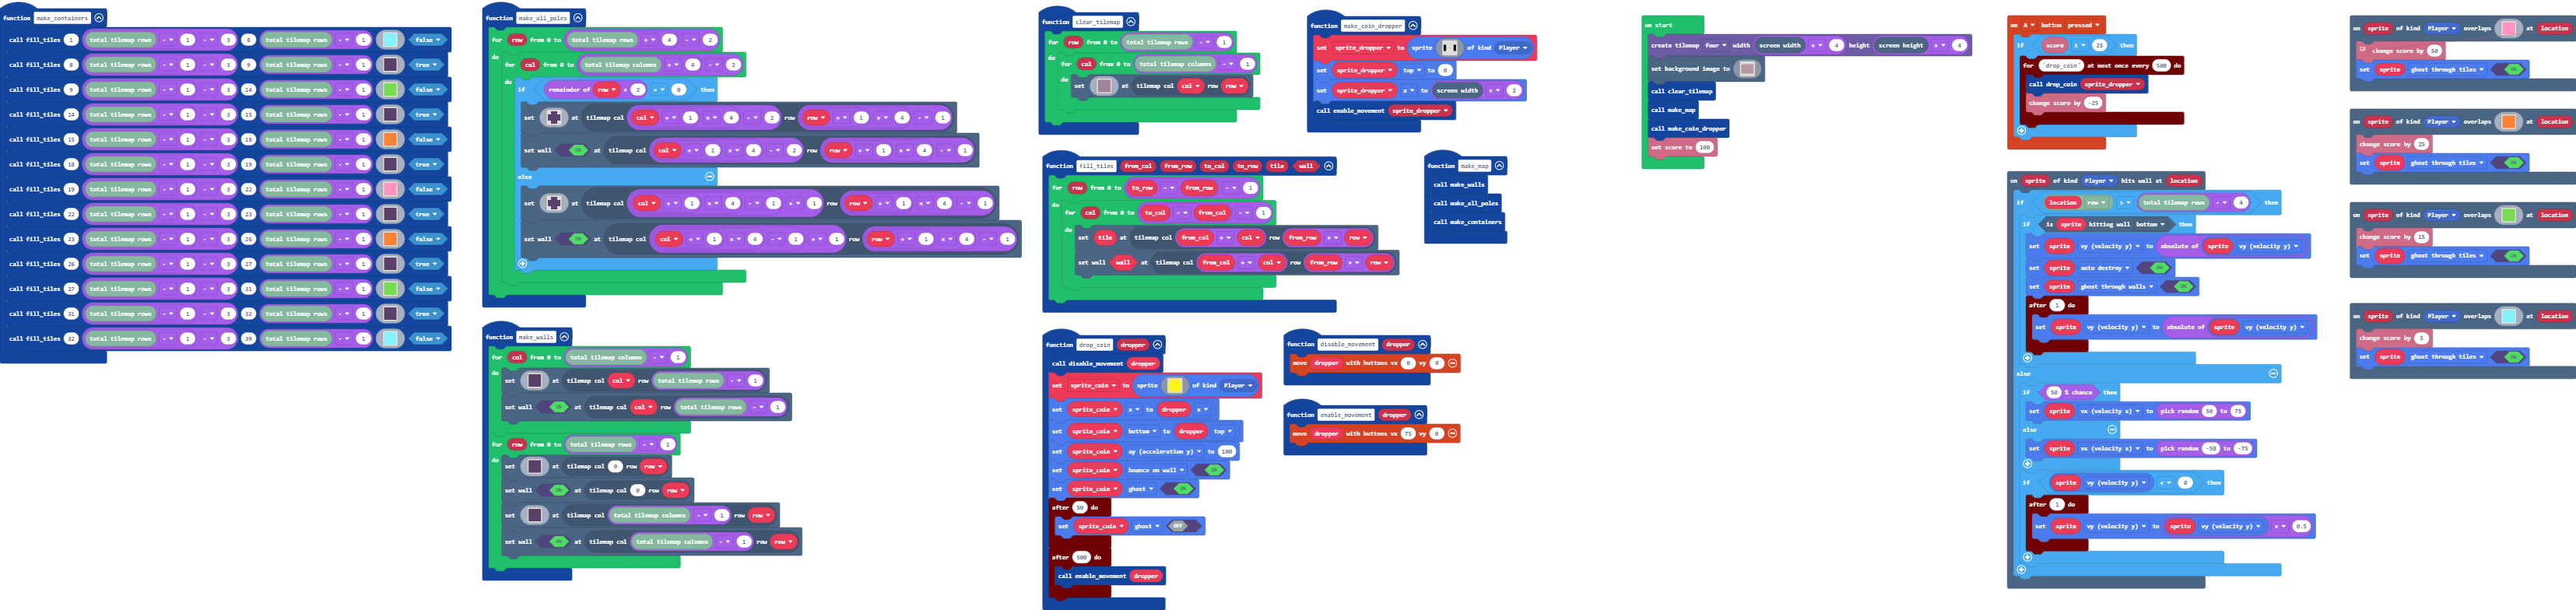 function make_containers
call fill_tiles 1 total tilemap rows - 1 - 3 8 total tilemap rows - 1 false
call fill_tiles 8 total tilemap rows - 1 - 3 9 total tilemap rows - 1 true
call fill_tiles 9 total tilemap rows - 1 - 3 14 total tilemap rows - 1 false
call fill_tiles 14 total tilemap rows - 1 - 3 15 total tilemap rows - 1 true
call fill_tiles 15 total tilemap rows - 1 - 3 18 total tilemap rows - 1 false
call fill_tiles 18 total tilemap rows - 1 - 3 19 total tilemap rows - 1 true
call fill_tiles 19 total tilemap rows - 1 - 3 22 total tilemap rows - 1 false
call fill_tiles 22 total tilemap rows - 1 - 3 23 total tilemap rows - 1 true
call fill_tiles 23 total tilemap rows - 1 - 3 26 total tilemap rows - 1 false
call fill_tiles 26 total tilemap rows - 1 - 3 27 total tilemap rows - 1 true
call fill_tiles 27 total tilemap rows - 1 - 3 31 total tilemap rows - 1 false
call fill_tiles 31 total tilemap rows - 1 - 3 32 total tilemap rows - 1 true
call fill_tiles 32 total tilemap rows - 1 - 3 39 total tilemap rows - 1 false
function make_all_poles
for row from 0 to total tilemap rows ÷ 4 - 2
do
for col from 0 to total tilemap columns ÷ 4 - 2
do
if remainder of row ÷ 2 = 0 then
set at tilemap col col + 1 × 4 - 2 row row + 1 × 4 - 1
set wall ON at tilemap col col + 1 × 4 - 2 row row + 1 × 4 - 1
else
set at tilemap col col + 1 × 4 - 1 + 1 row row + 1 × 4 - 1
set wall ON at tilemap col col + 1 × 4 - 1 + 1 row row + 1 × 4 - 1
function make_walls
for col from 0 to total tilemap columns - 1
do
set at tilemap col col row total tilemap rows - 1
set wall ON at tilemap col col row total tilemap rows - 1
for row from 0 to total tilemap rows - 1
do
set at tilemap col 0 row row
set wall ON at tilemap col 0 row row
set at tilemap col total tilemap columns - 1 row row
set wall ON at tilemap col total tilemap columns - 1 row row
function clear_tilemap
for row from 0 to total tilemap rows - 1
do
for col from 0 to total tilemap columns - 1
do
set at tilemap col col row row
function make_coin_dropper
set sprite_dropper to sprite of kind Player
set sprite_dropper top to 0
set sprite_dropper x to screen width ÷ 2
call enable_movement sprite_dropper
function fill_tiles from_col from_row to_col to_row tile wall
for row from 0 to to_row - from_row - 1
do
for col from 0 to to_col - from_col - 1
do
set tile at tilemap col from_col + col row from_row + row
set wall wall at tilemap col from_col + col row from_row + row
function make_map
call make_walls
call make_all_poles
call make_containers
function drop_coin dropper
call disable_movement dropper
set sprite_coin to sprite of kind Player
set sprite_coin x to dropper x
set sprite_coin bottom to dropper top
set sprite_coin ay (acceleration y) to 100
set sprite_coin bounce on wall ON
set sprite_coin ghost ON
after 50 do
set sprite_coin ghost OFF
after 500 do
call enable_movement dropper
function disable_movement dropper
move dropper with buttons vx 0 vy 0
function enable_movement dropper
move dropper with buttons vx 75 vy 0
on start
create tilemap four width screen width ÷ 4 height screen height ÷ 4
set background image to
call clear_tilemap
call make_map
call make_coin_dropper
set score to 100
on A button pressed
if score ≥ 25 then
for "drop_coin" at most once every 500 do
call drop_coin sprite_dropper
change score by -25
on sprite of kind Player hits wall at location
if location row > total tilemap rows - 4 then
if is sprite hitting wall bottom then
set sprite vy (velocity y) to absolute of sprite vy (velocity y)
set sprite auto destroy ON
set sprite ghost through walls ON
after 1 do
set sprite vy (velocity y) to absolute of sprite vy (velocity y)
else
if 50 % chance then
set sprite vx (velocity x) to pick random 50 to 75
else
set sprite vx (velocity x) to pick random -50 to -75
if sprite vy (velocity y) < 0 then
after 1 do
set sprite vy (velocity y) to sprite vy (velocity y) × 0.5
on sprite of kind Player overlaps at location
change score by 50
set sprite ghost through tiles ON
on sprite of kind Player overlaps at location
change score by 25
set sprite ghost through tiles ON
on sprite of kind Player overlaps at location
change score by 15
set sprite ghost through tiles ON
on sprite of kind Player overlaps at location
change score by 5
set sprite ghost through tiles ON